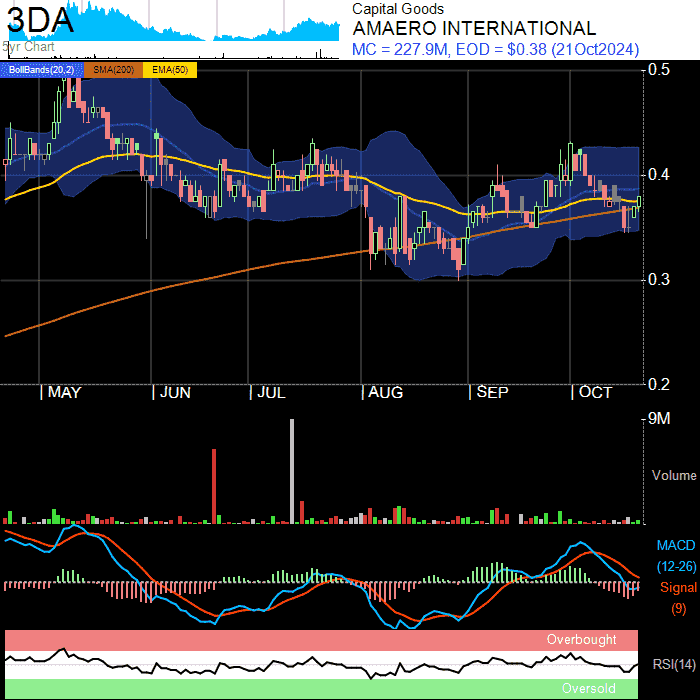 3DA
5yr Chart
Capital Goods
AMAERO INTERNATIONAL
MC = 227.9M, EOD = $0.38 (21Oct2024)
BollBands(20,2) SMA(200) EMA(50)
0.5
0.4
0.3
0.2
MAY JUN JUL AUG SEP OCT
9M
Volume
MACD
(12-26)
Signal
(9)
Overbought
RSI(14)
Oversold